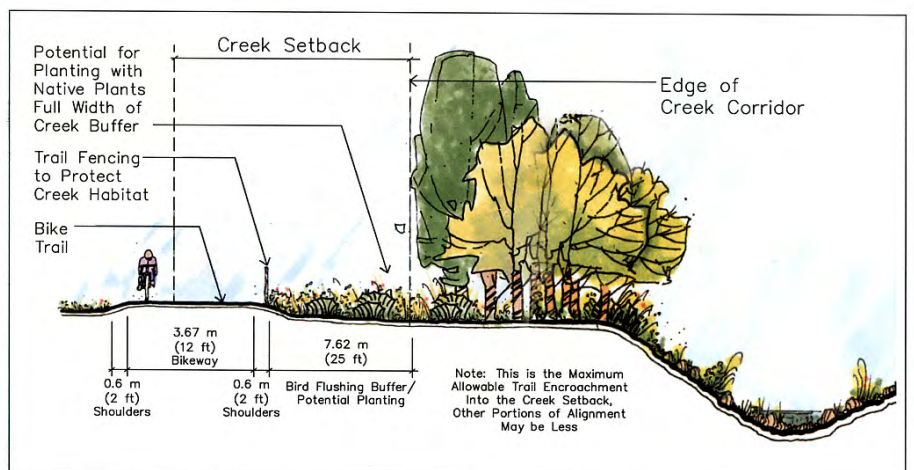 Creek Setback
Potential for
Planting with
Native Plants
Full Width of
Creek Buffer
Edge of
Creek Corridor
Trail Fencing
to Protect
Creek Habitat
Bike
Trail
3.67 m
(12 ft)
Bikeway
7.62 m
(25 ft)
0.6 m
(2 ft)
Shoulders
0.6 m
(2 ft)
Shoulders
Bird Flushing Buffer/
Potential Planting
Note: This is the Maximum
Allowable Trail Encroachment
Into the Creek Setback,
Other Portions of Alignment
May be Less